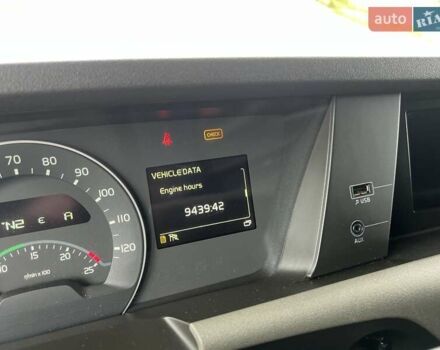 auto RIA
CHECK
VEHICLE DATA
Engine hours
9439:42
USB
AUX
70 80 90 100 110 120
N2 E A
10 15 20 25
r/min x 100